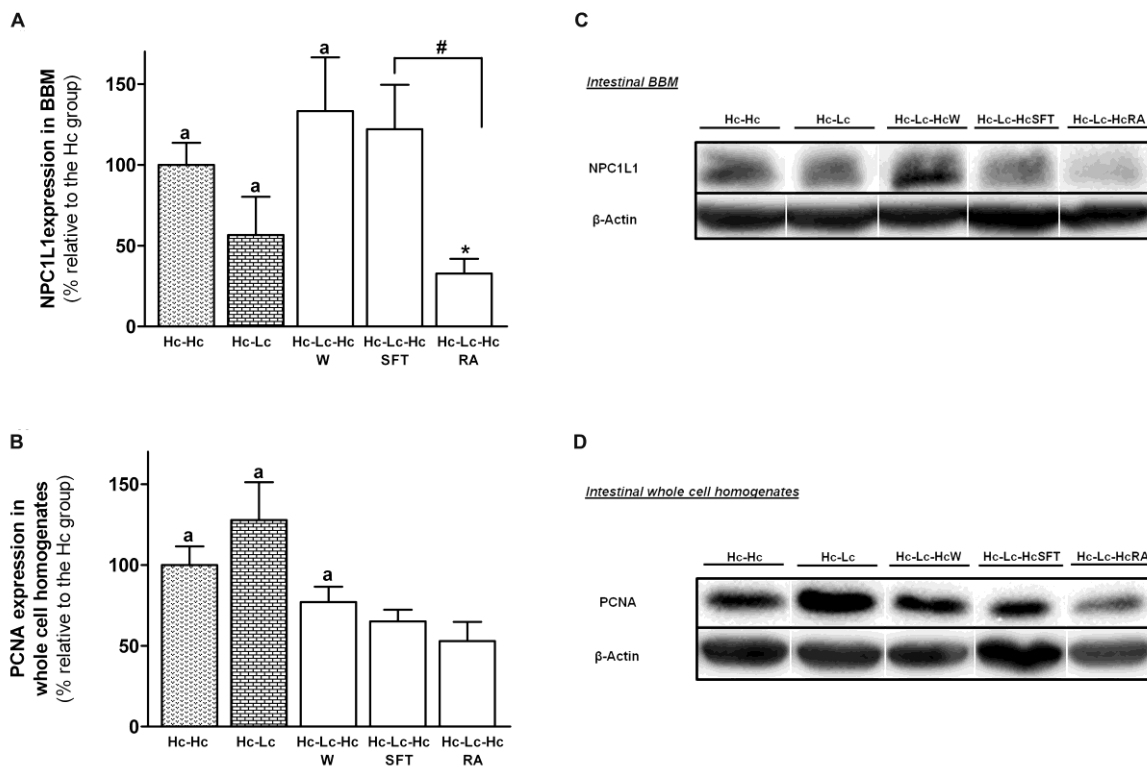 A
NPC1L1expression in BBM
(% relative to the Hc group)
150
100
50
0
a
a
a
#
*
Hc-Hc
Hc-Lc
Hc-Lc-Hc
W
Hc-Lc-Hc
SFT
Hc-Lc-Hc
RA
B
PCNA expression in
whole cell homogenates
(% relative to the Hc group)
150
100
50
0
a
a
a
Hc-Hc
Hc-Lc
Hc-Lc-Hc
W
Hc-Lc-Hc
SFT
Hc-Lc-Hc
RA
C
Intestinal BBM
Hc-Hc Hc-Lc Hc-Lc-HcW Hc-Lc-HcSFT Hc-Lc-HcRA
NPC1L1
β-Actin
D
Intestinal whole cell homogenates
Hc-Hc Hc-Lc Hc-Lc-HcW Hc-Lc-HcSFT Hc-Lc-HcRA
PCNA
β-Actin